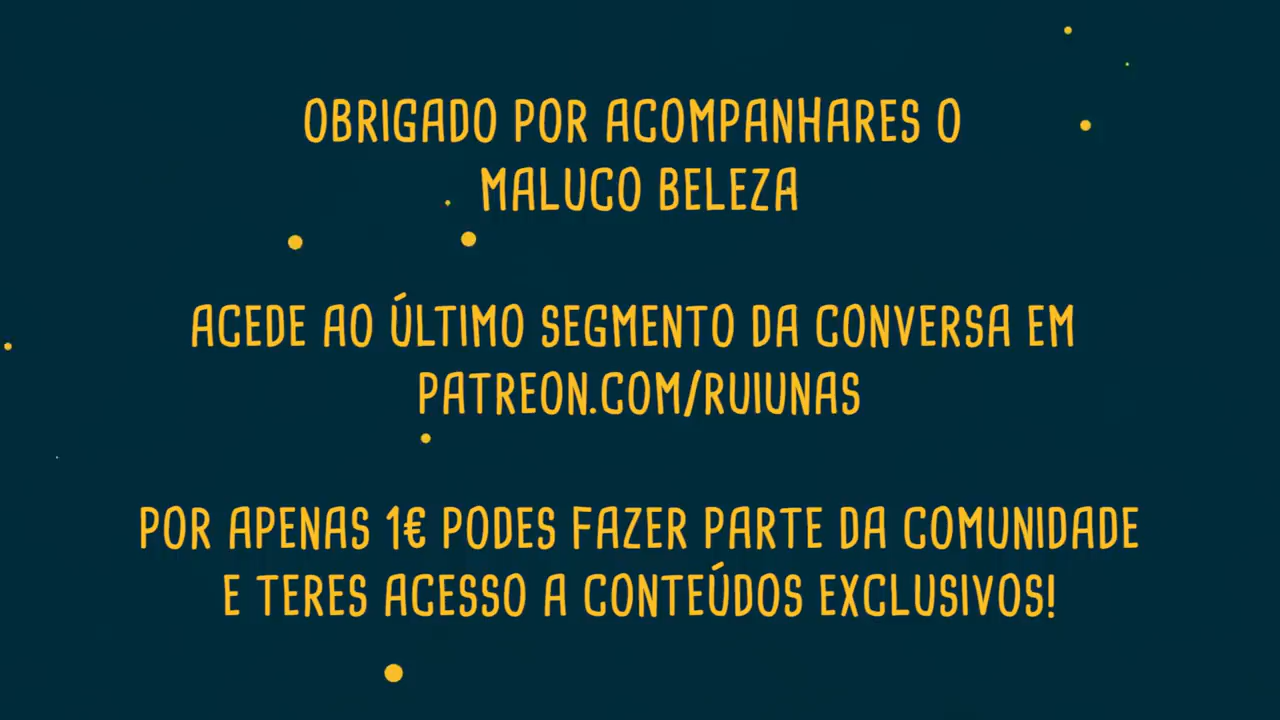 OBRIGADO POR ACOMPANHARES O
MALUCO BELEZA
ACEDE AO ÚLTIMO SEGMENTO DA CONVERSA EM
PATREON.COM/RUIUNAS
POR APENAS 1€ PODES FAZER PARTE DA COMUNIDADE
E TERES ACESSO A CONTEÚDOS EXCLUSIVOS!